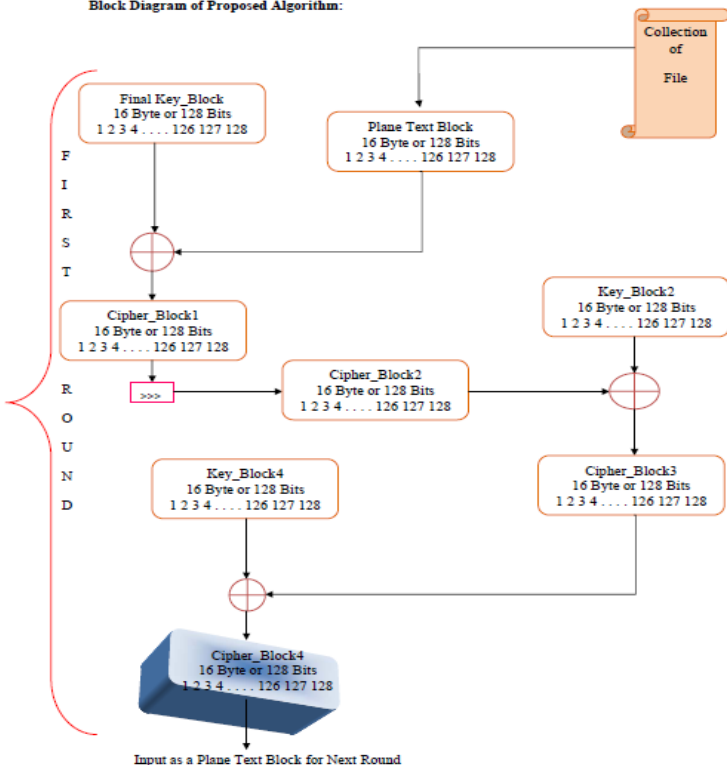 Block Diagram of Proposed Algorithm:
Collection
of
File
Final Key_Block
16 Byte or 128 Bits
1 2 3 4 . . . . 126 127 128
Plane Text Block
16 Byte or 128 Bits
1 2 3 4 . . . . 126 127 128
F
I
R
S
T
R
O
U
N
D
Cipher_Block1
16 Byte or 128 Bits
1 2 3 4 . . . . 126 127 128
Key_Block2
16 Byte or 128 Bits
1 2 3 4 . . . . 126 127 128
>>>
Cipher_Block2
16 Byte or 128 Bits
1 2 3 4 . . . . 126 127 128
Key_Block4
16 Byte or 128 Bits
1 2 3 4 . . . . 126 127 128
Cipher_Block3
16 Byte or 128 Bits
1 2 3 4 . . . . 126 127 128
Cipher_Block4
16 Byte or 128 Bits
1 2 3 4 . . . . 126 127 128
Input as a Plane Text Block for Next Round